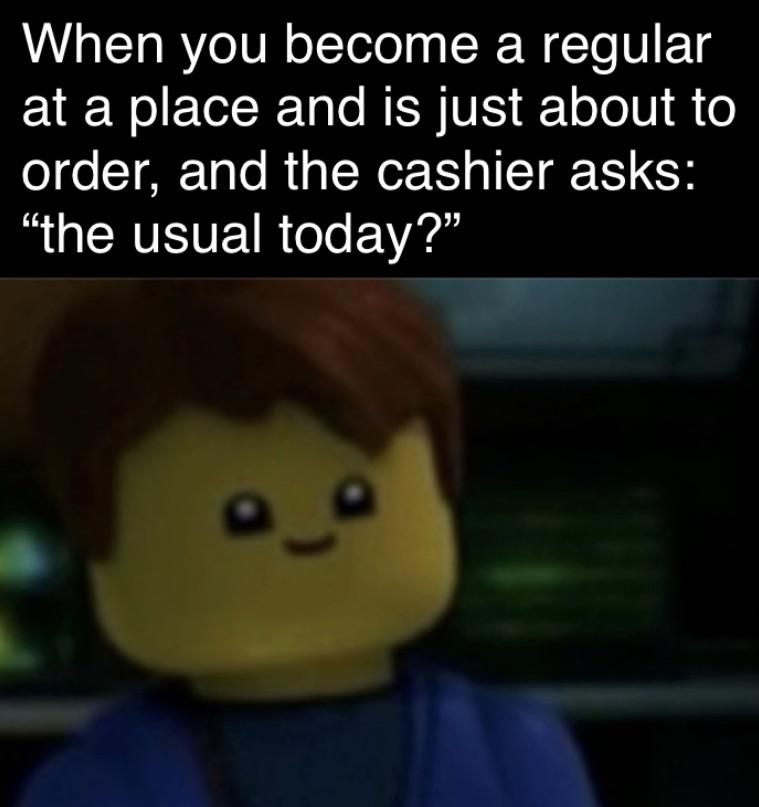 When you become a regular
at a place and is just about to
order, and the cashier asks:
“the usual today?”